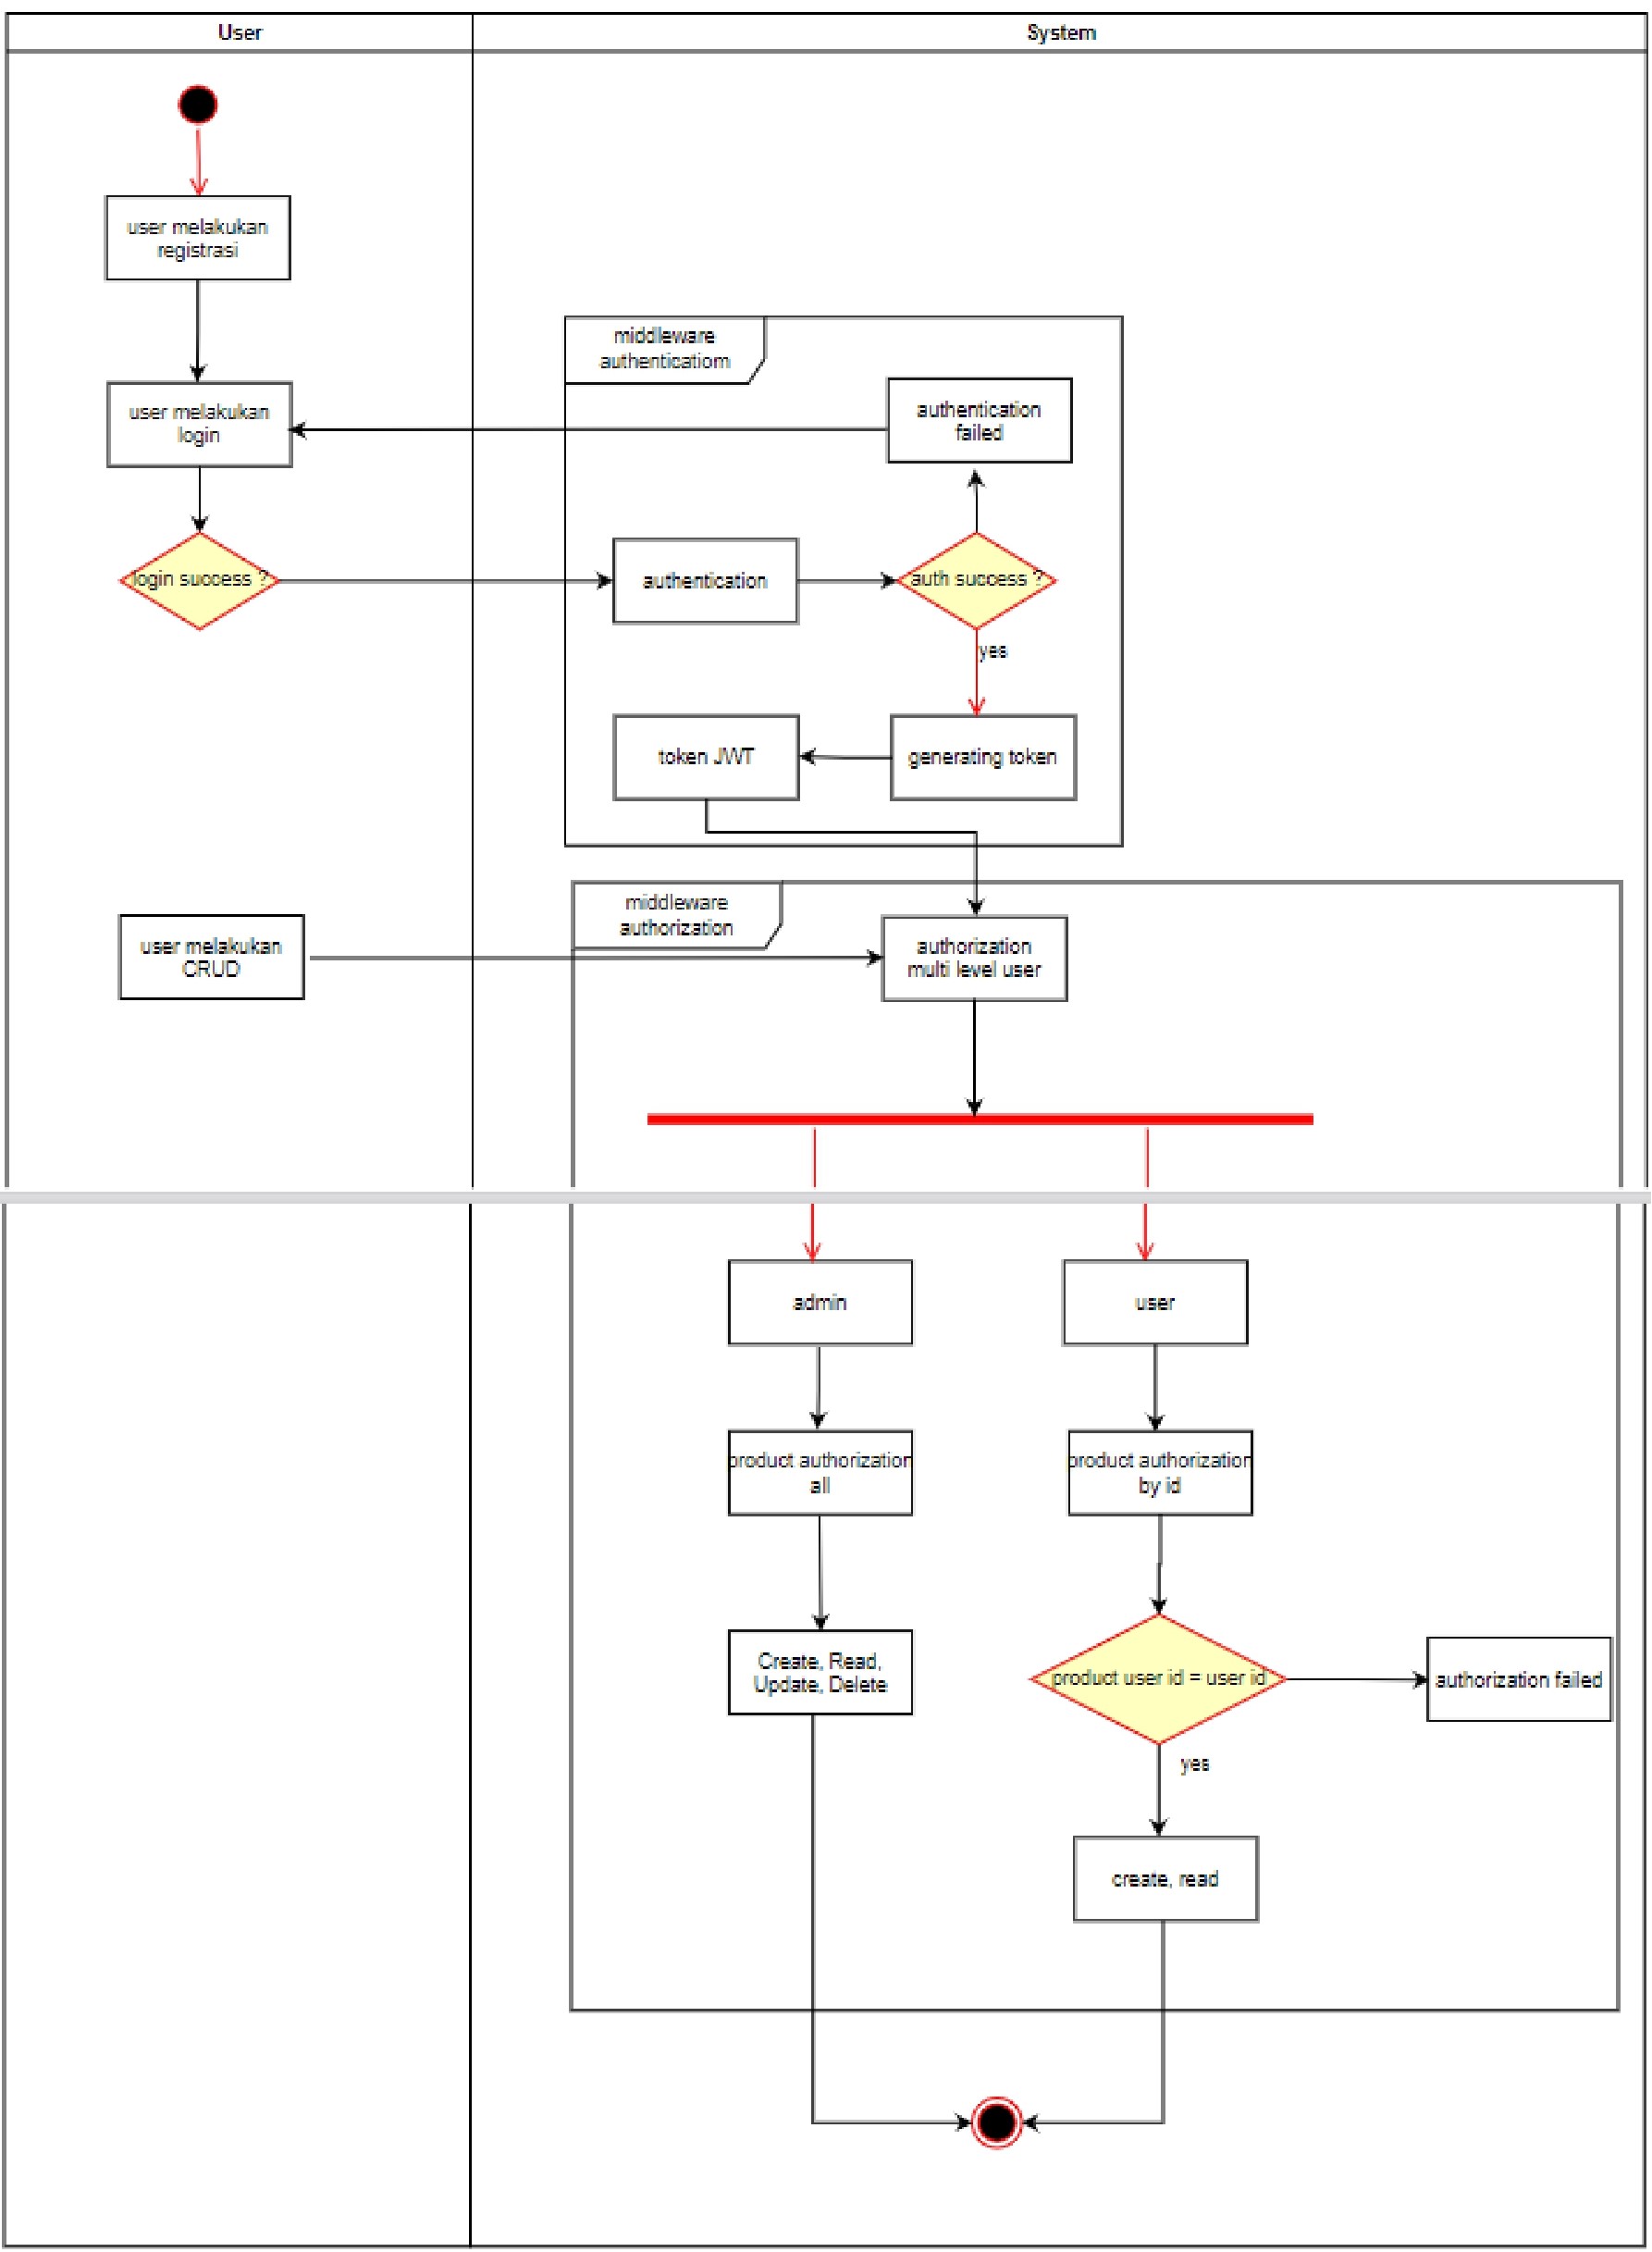 User
System
user melakukan
registrasi
middleware
authenticatiom
user melakukan
login
authentication
failed
login success ?
authentication
auth success ?
yes
token JWT
generating token
middleware
authorization
user melakukan
CRUD
authorization
multi level user
admin
user
product authorization
all
product authorization
by id
Create, Read,
Update, Delete
product user id = user id
authorization failed
yes
create, read